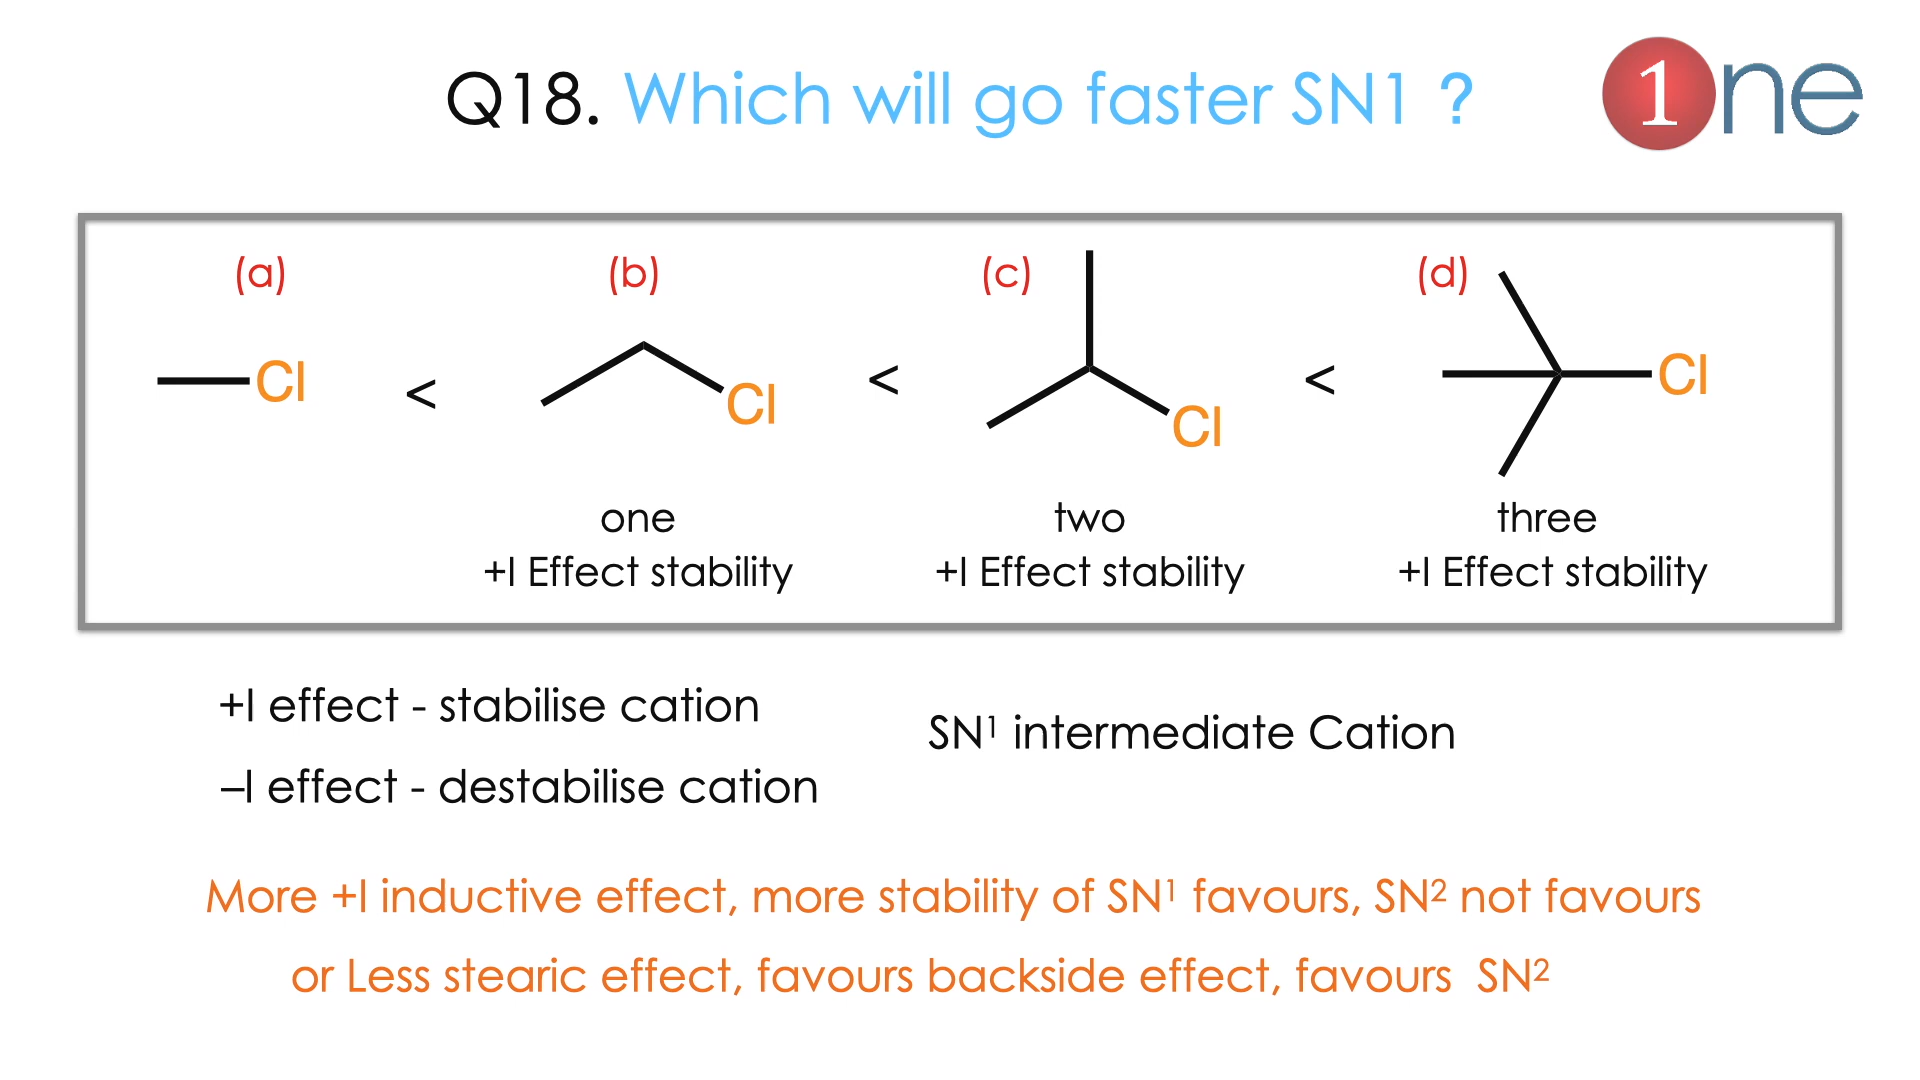 Q18. Which will go faster SN1 ?
1ne
(a) (b) (c) (d)
Cl < Cl < Cl < Cl
one two three
+I Effect stability +I Effect stability +I Effect stability
+I effect - stabilise cation
SN¹ intermediate Cation
–I effect - destabilise cation
More +I inductive effect, more stability of SN¹ favours, SN² not favours
or Less stearic effect, favours backside effect, favours SN²